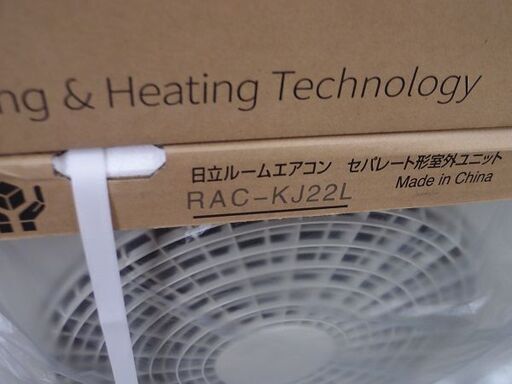 ng & Heating Technology
日立ルームエアコン セパレート形室外ユニット
RAC-KJ22L Made in China